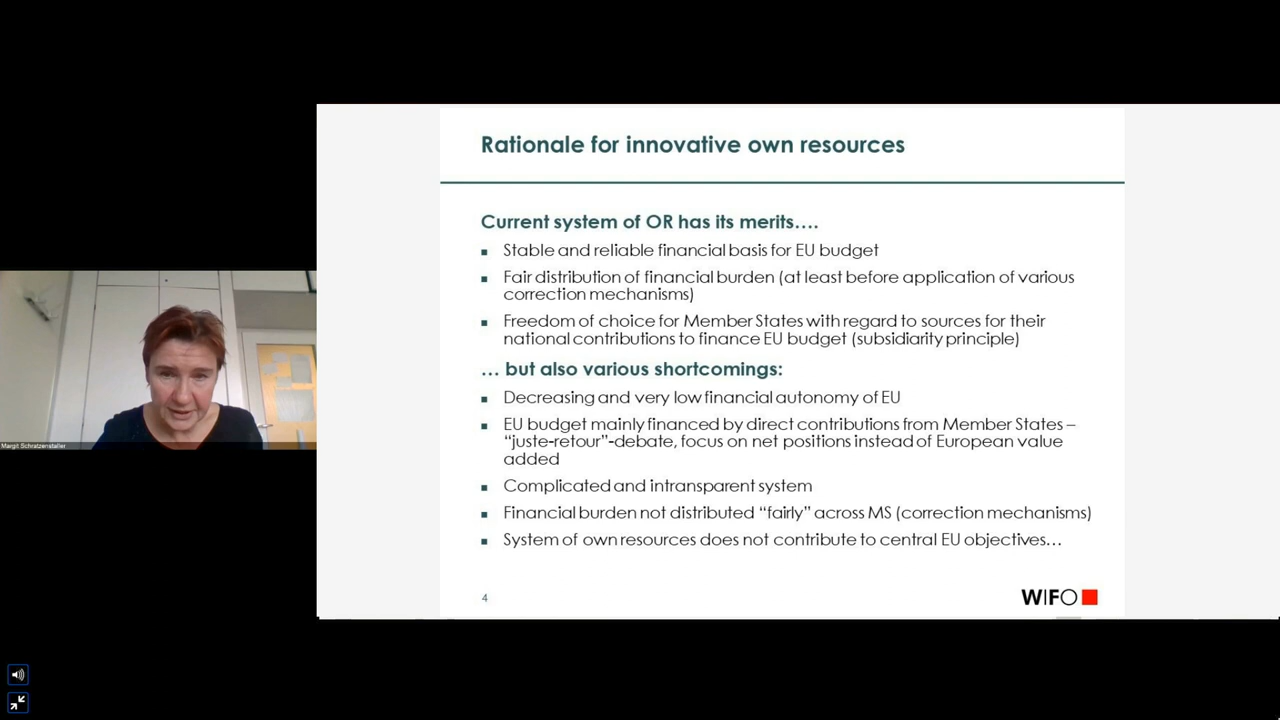 Rationale for innovative own resources
Current system of OR has its merits….
Stable and reliable financial basis for EU budget
Fair distribution of financial burden (at least before application of various
correction mechanisms)
Freedom of choice for Member States with regard to sources for their
national contributions to finance EU budget (subsidiarity principle)
… but also various shortcomings:
Decreasing and very low financial autonomy of EU
EU budget mainly financed by direct contributions from Member States –
“juste-retour”-debate, focus on net positions instead of European value
added
Complicated and intransparent system
Financial burden not distributed “fairly” across MS (correction mechanisms)
System of own resources does not contribute to central EU objectives…
4
WIFO
Margit Schratzenstaller